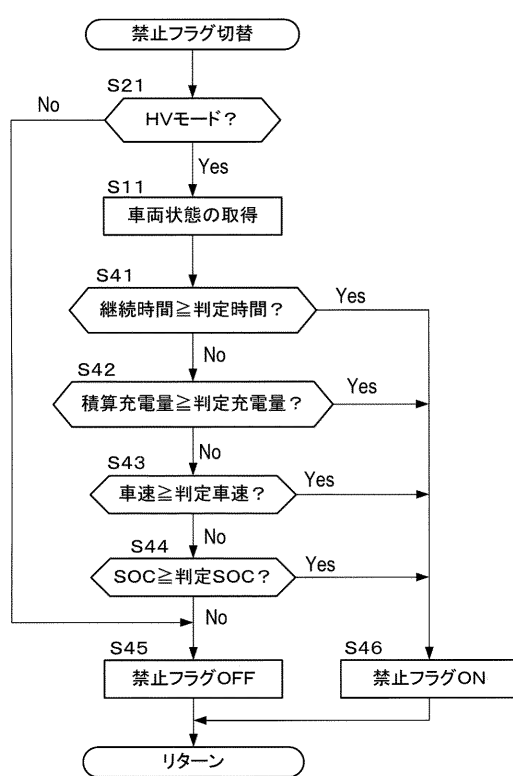 禁止フラグ切替
S21
No
HVモード?
Yes
S11
車両状態の取得
S41
継続時間≧判定時間?
Yes
No
S42
積算充電量≧判定充電量?
Yes
No
S43
車速≧判定車速?
Yes
No
S44
SOC≧判定SOC?
Yes
No
S45
禁止フラグOFF
S46
禁止フラグON
リターン